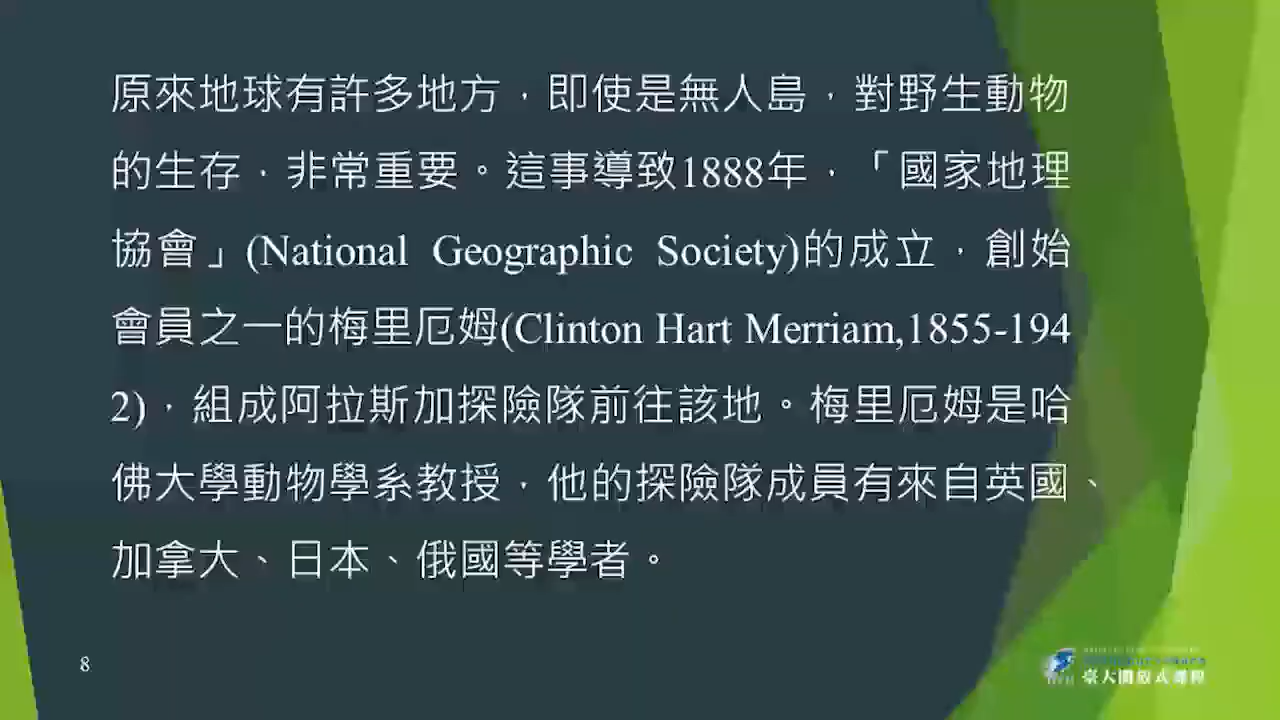 原來地球有許多地方，即使是無人島，對野生動物
的生存，非常重要。這事導致1888年，「國家地理
協會」(National Geographic Society)的成立，創始
會員之一的梅里厄姆(Clinton Hart Merriam,1855-194
2)，組成阿拉斯加探險隊前往該地。梅里厄姆是哈
佛大學動物學系教授，他的探險隊成員有來自英國、
加拿大、日本、俄國等學者。
8
臺大開放式課程